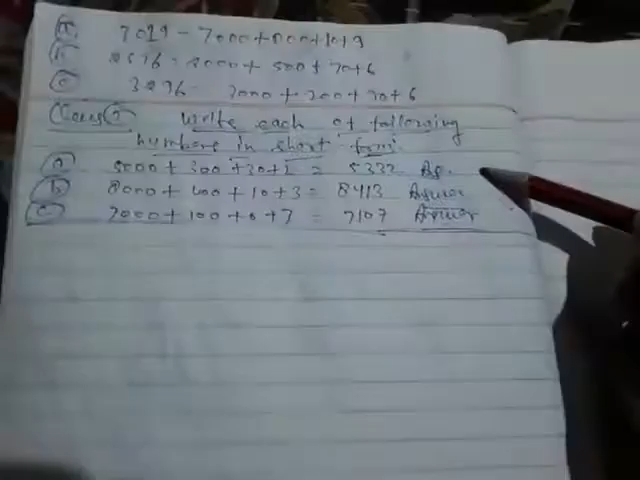 (a) 7019 - 7000+000+10+9
(b) 8576 = 8000 + 500 + 70+6
(c) 3276 - 3000 + 200 + 70 + 6
Write each of following
numbers in short form
(a) 5000 + 300 +30+2 = 5332 As.
(b) 8000 + 400 + 10 + 3 = 8413 Answer
(c) 7000 + 100 + 0 + 7 = 7107 Answer